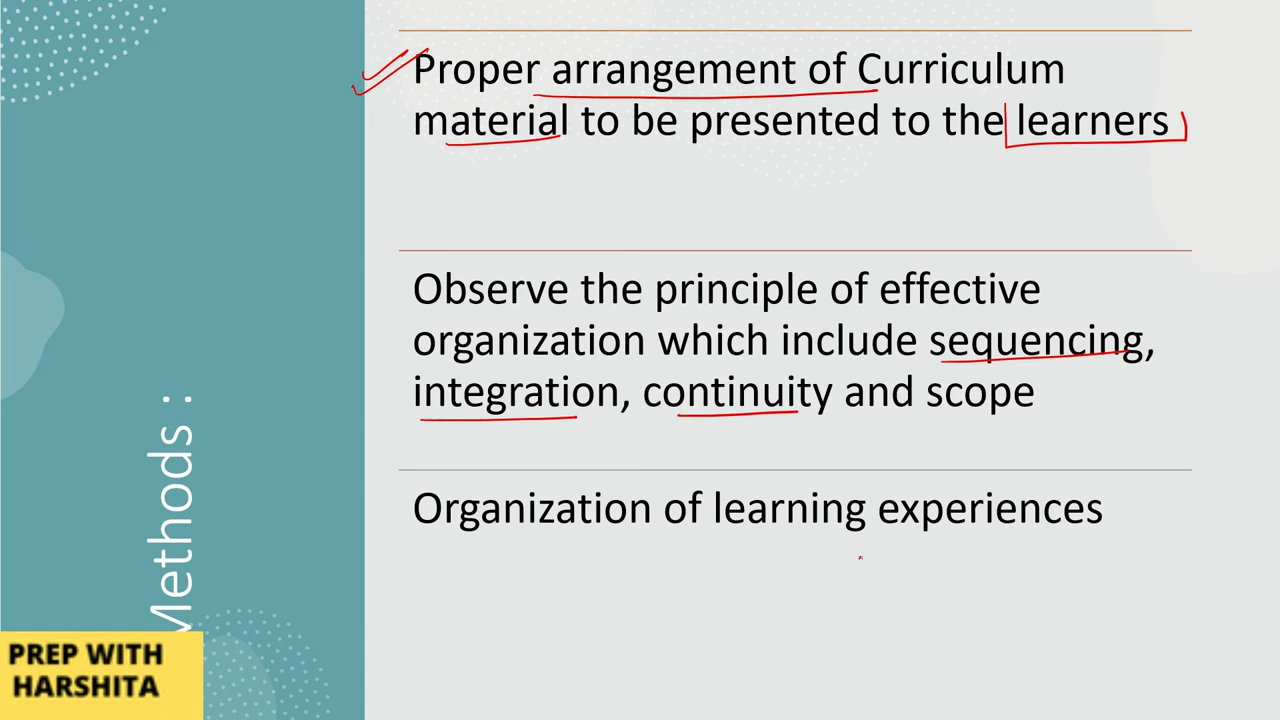 Proper arrangement of Curriculum
material to be presented to the learners
Observe the principle of effective
organization which include sequencing,
integration, continuity and scope
Organization of learning experiences
Methods :
PREP WITH
HARSHITA